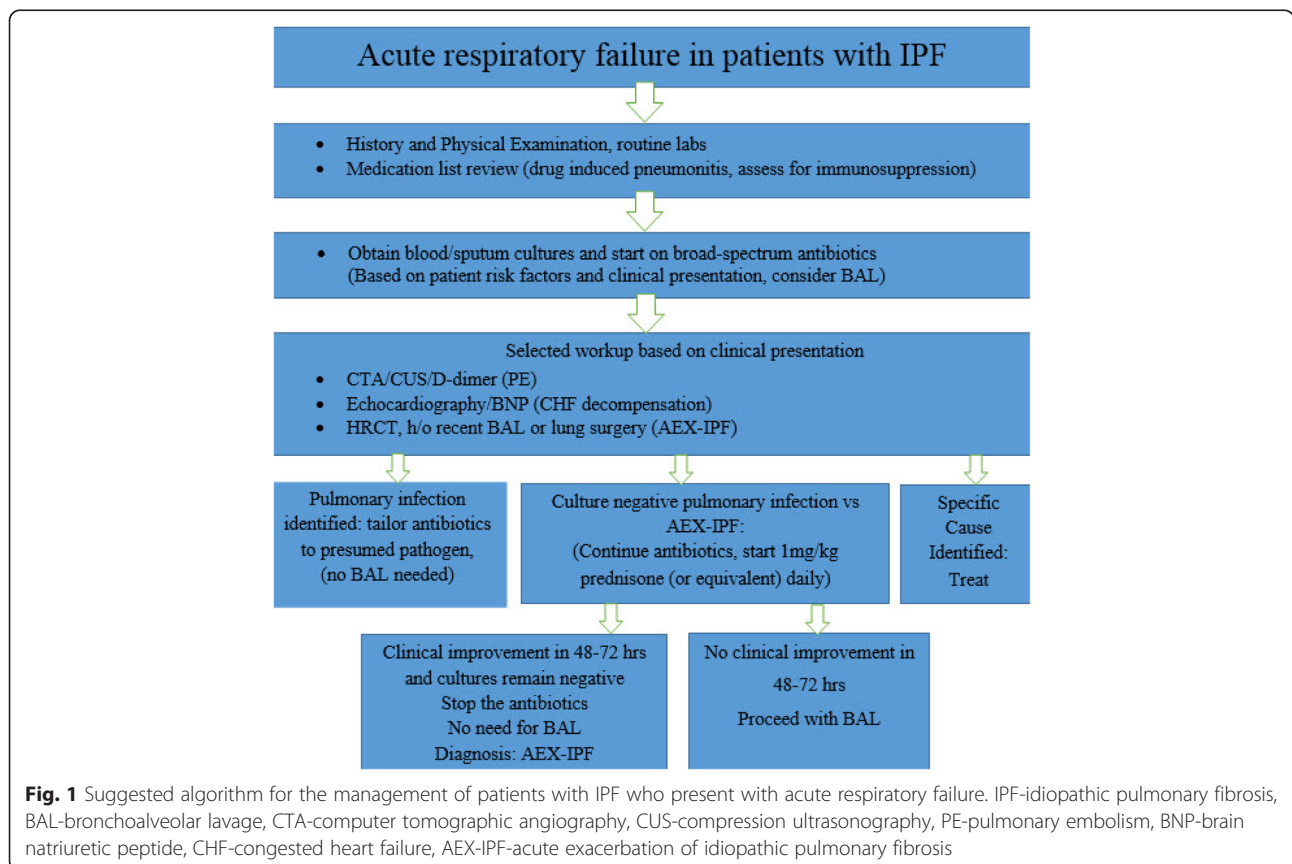 Acute respiratory failure in patients with IPF
• History and Physical Examination, routine labs
• Medication list review (drug induced pneumonitis, assess for immunosuppression)
• Obtain blood/sputum cultures and start on broad-spectrum antibiotics
(Based on patient risk factors and clinical presentation, consider BAL)
Selected workup based on clinical presentation
• CTA/CUS/D-dimer (PE)
• Echocardiography/BNP (CHF decompensation)
• HRCT, h/o recent BAL or lung surgery (AEX-IPF)
Pulmonary infection
identified: tailor antibiotics
to presumed pathogen,
(no BAL needed)
Culture negative pulmonary infection vs
AEX-IPF:
(Continue antibiotics, start 1mg/kg
prednisone (or equivalent) daily)
Specific
Cause
Identified:
Treat
Clinical improvement in 48-72 hrs
and cultures remain negative
Stop the antibiotics
No need for BAL
Diagnosis: AEX-IPF
No clinical improvement in
48-72 hrs
Proceed with BAL
Fig. 1 Suggested algorithm for the management of patients with IPF who present with acute respiratory failure. IPF-idiopathic pulmonary fibrosis,
BAL-bronchoalveolar lavage, CTA-computer tomographic angiography, CUS-compression ultrasonography, PE-pulmonary embolism, BNP-brain
natriuretic peptide, CHF-congested heart failure, AEX-IPF-acute exacerbation of idiopathic pulmonary fibrosis